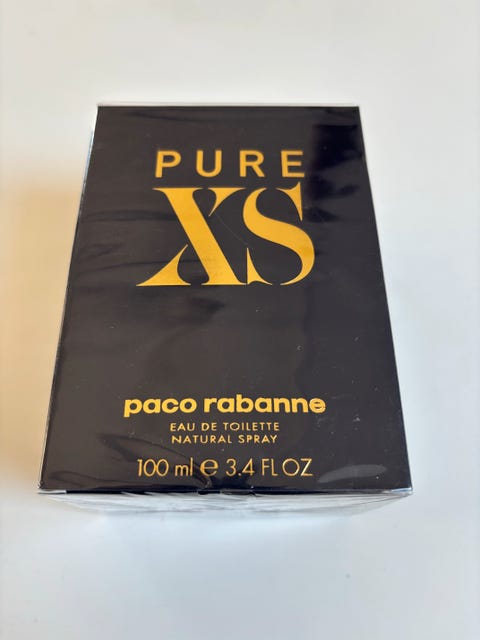 PURE
XS
paco rabanne
EAU DE TOILETTE
NATURAL SPRAY
100 ml ℮ 3.4 FL OZ